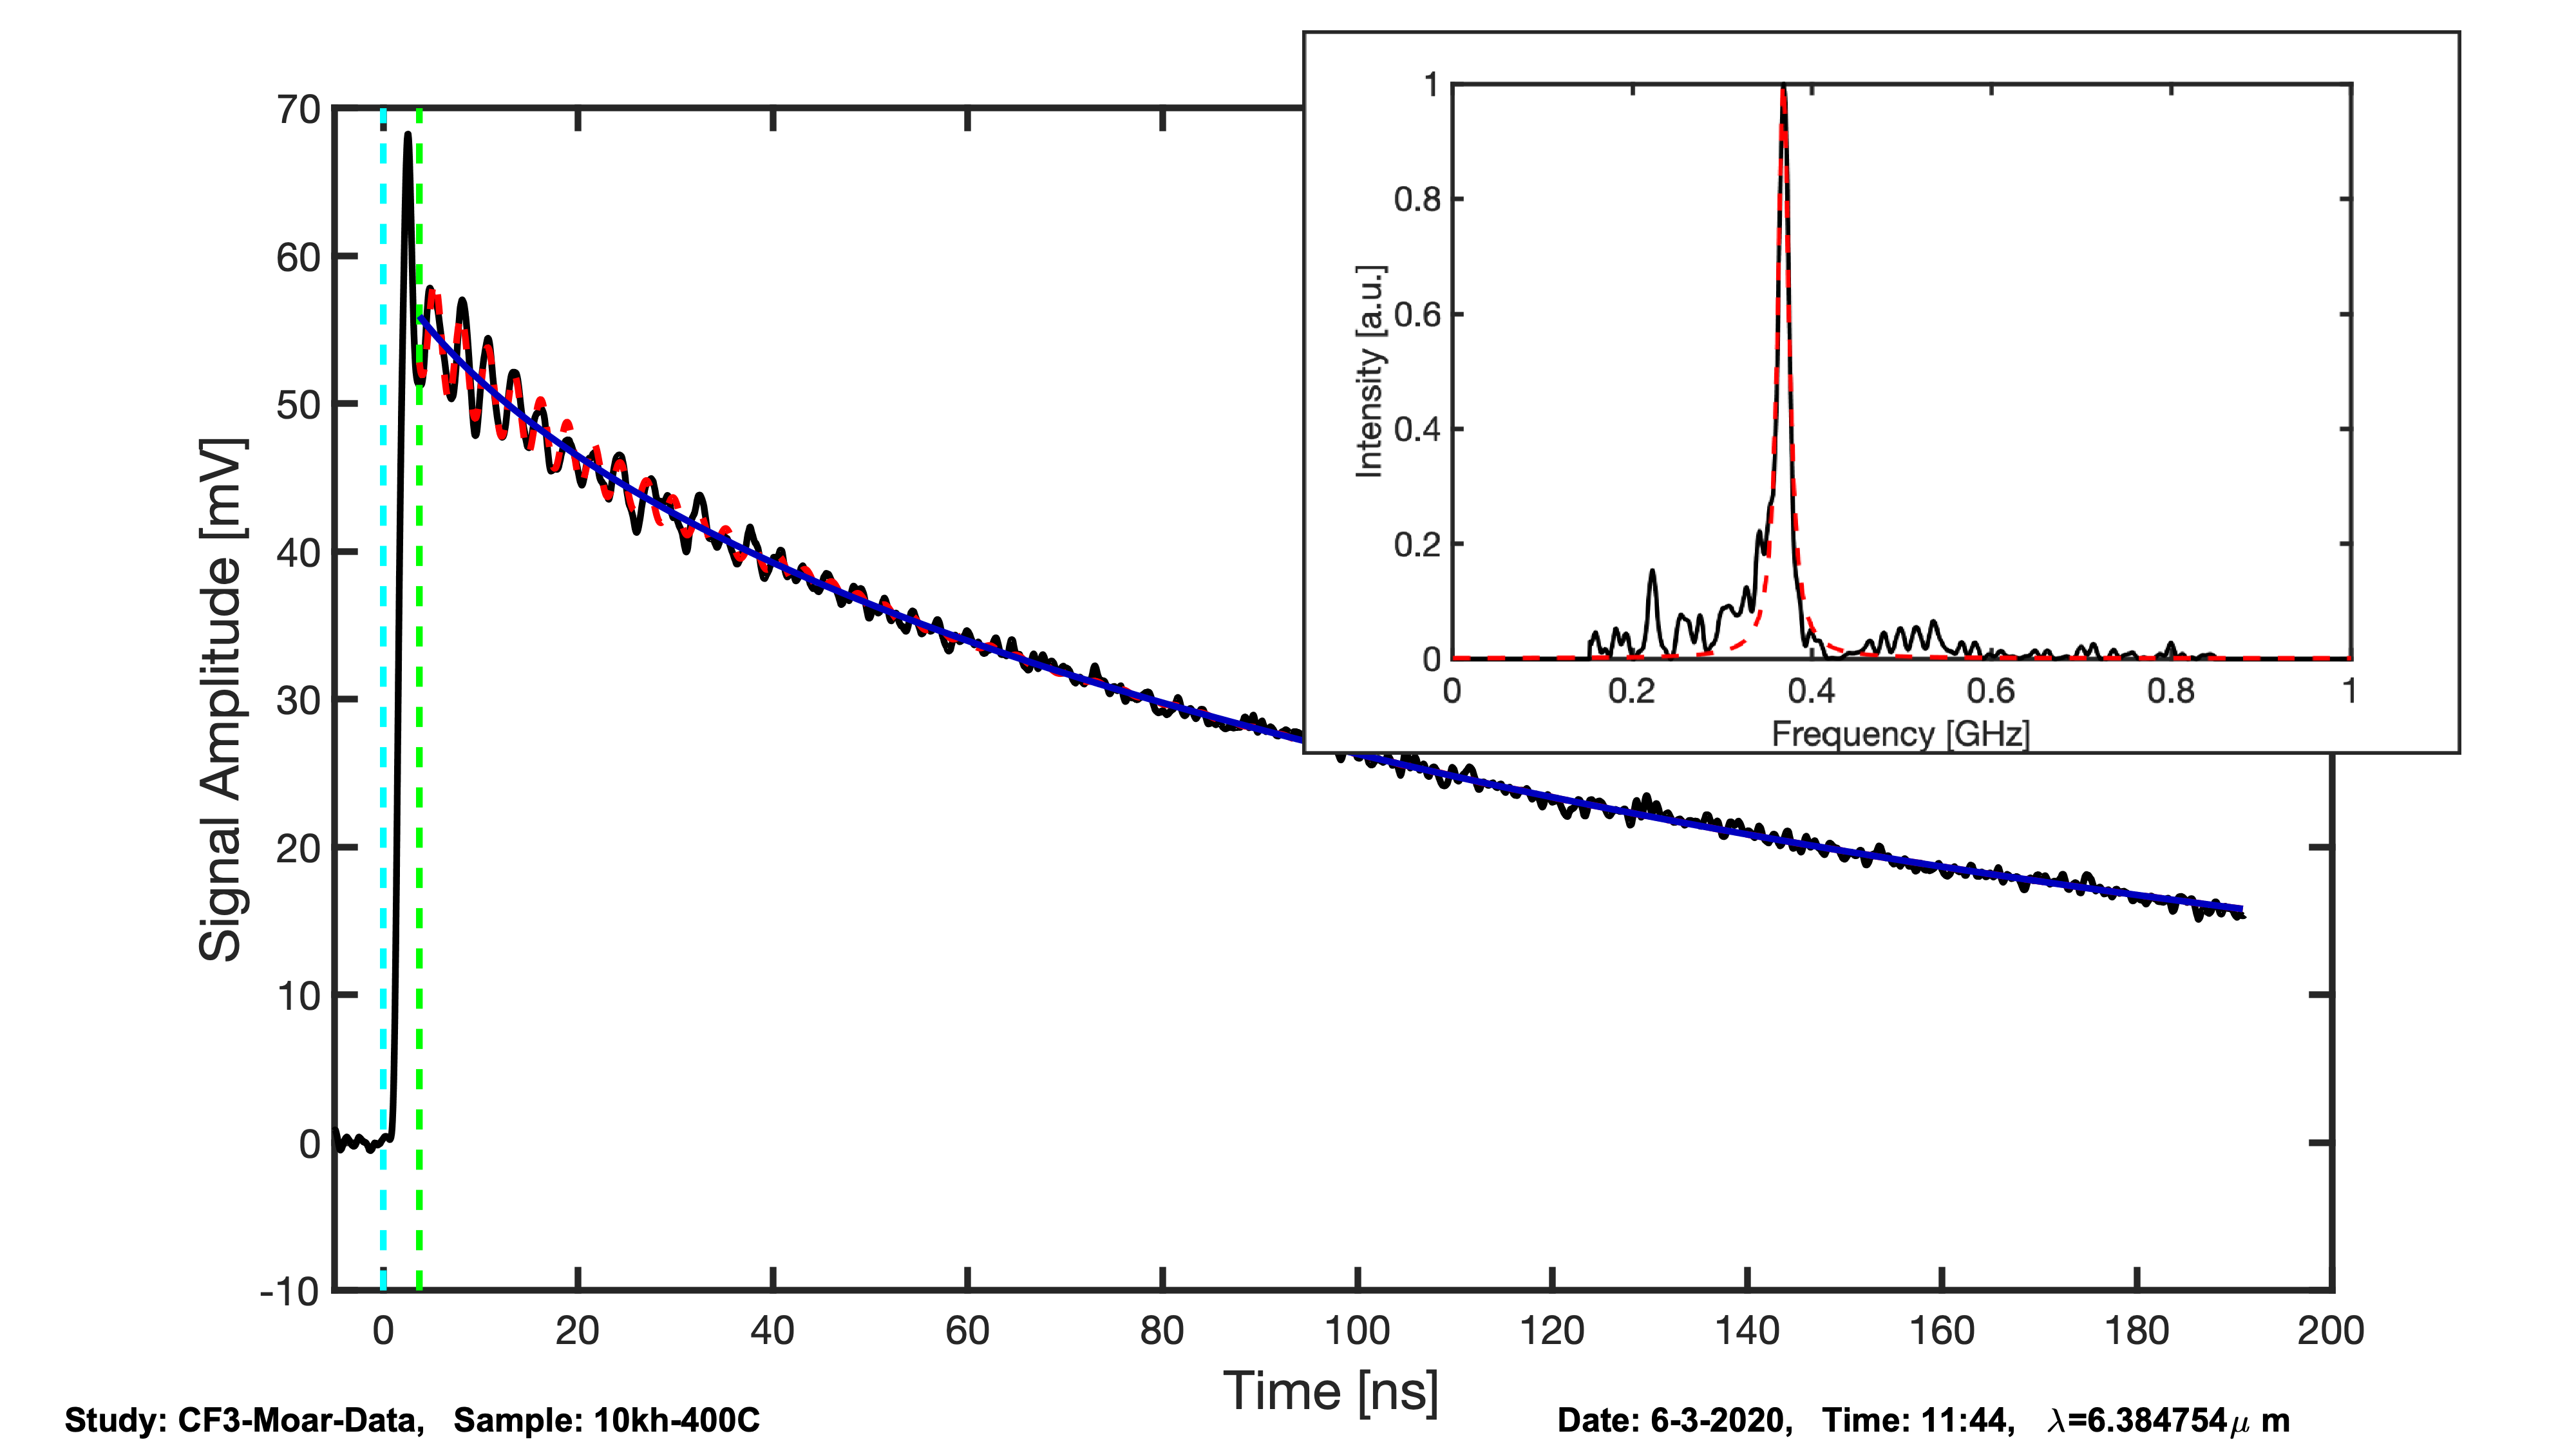 70
60
50
40
30
20
10
0
-10
Signal Amplitude [mV]
0 20 40 60 80 100 120 140 160 180 200
Time [ns]
1
0.8
0.6
0.4
0.2
0
Intensity [a.u.]
0 0.2 0.4 0.6 0.8 1
Frequency [GHz]
Study: CF3-Moar-Data, Sample: 10kh-400C
Date: 6-3-2020, Time: 11:44, λ=6.384754μ m